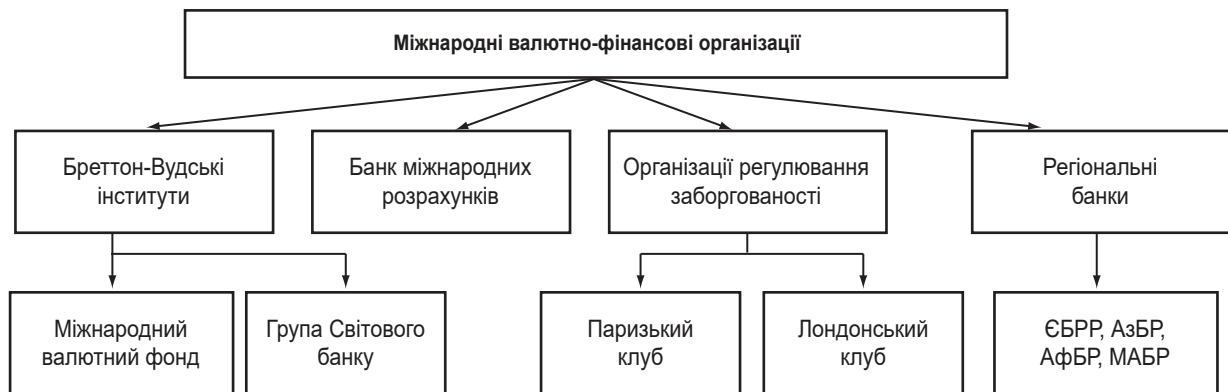 Міжнародні валютно-фінансові організації
Бреттон-Вудські
інститути
Банк міжнародних
розрахунків
Організації регулювання
заборгованості
Регіональні
банки
Міжнародний
валютний фонд
Група Світового
банку
Паризький
клуб
Лондонський
клуб
ЄБРР, АзБР,
АфБР, МАБР